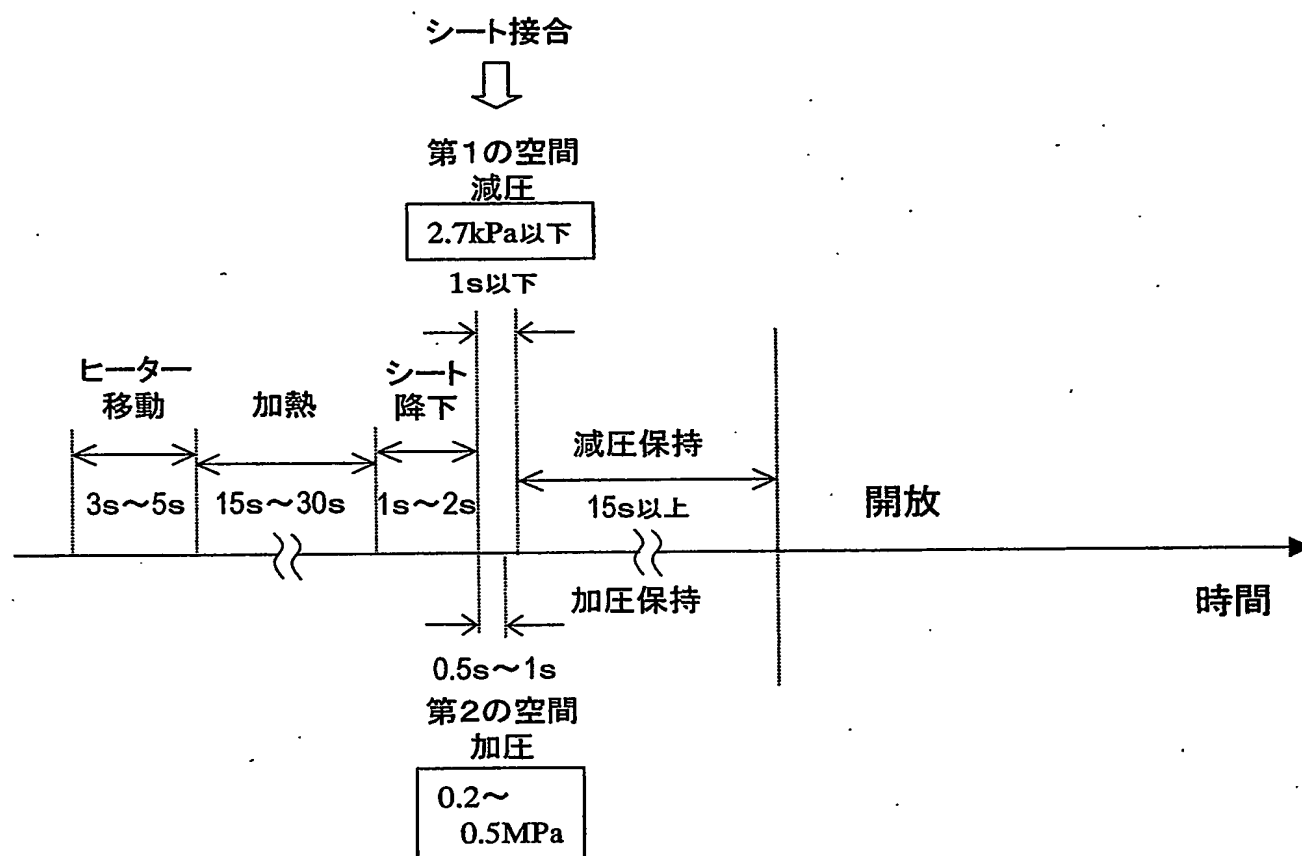 シート接合
第1の空間
減圧
2.7kPa以下
1s以下
ヒーター
移動
加熱
シート
降下
減圧保持
3s～5s
15s～30s
1s～2s
15s以上
開放
加圧保持
時間
0.5s～1s
第2の空間
加圧
0.2～
0.5MPa